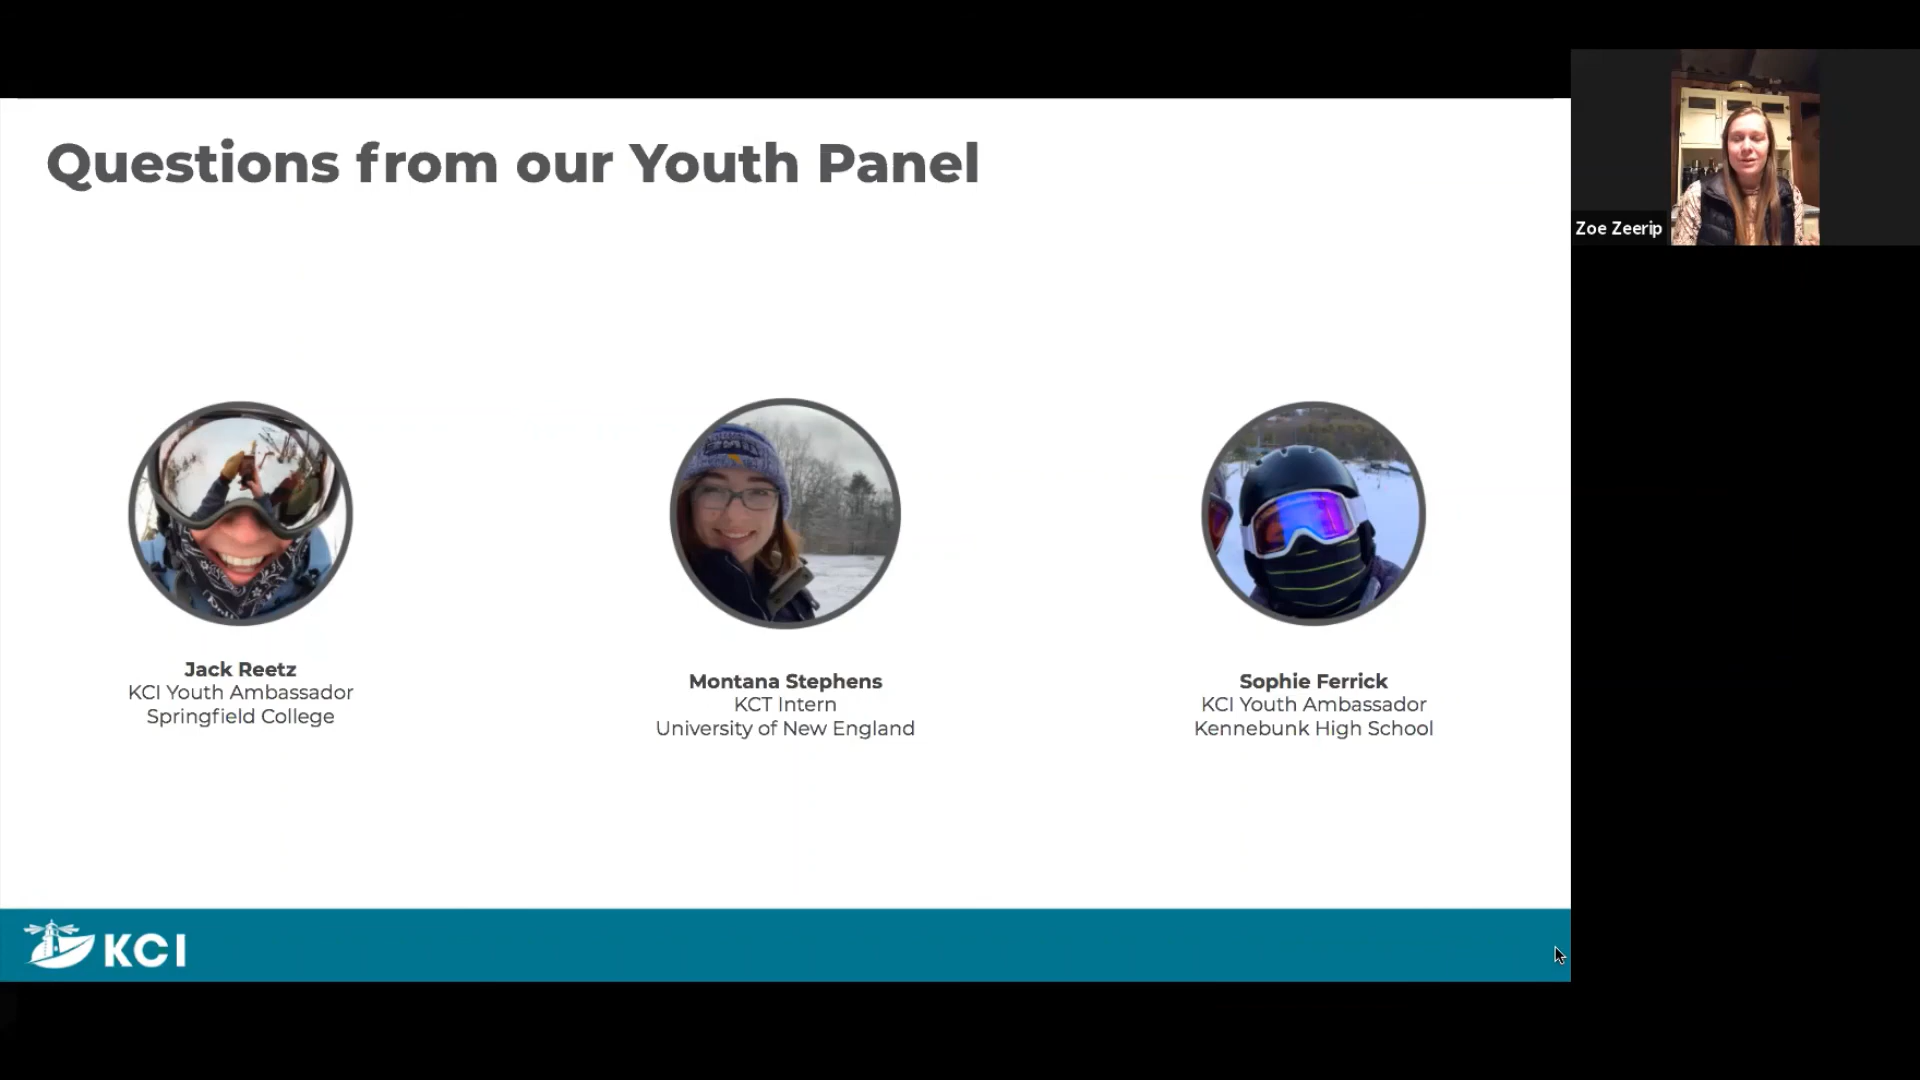 Questions from our Youth Panel
Zoe Zeerip
Jack Reetz
KCI Youth Ambassador
Springfield College
Montana Stephens
KCT Intern
University of New England
Sophie Ferrick
KCI Youth Ambassador
Kennebunk High School
KCI